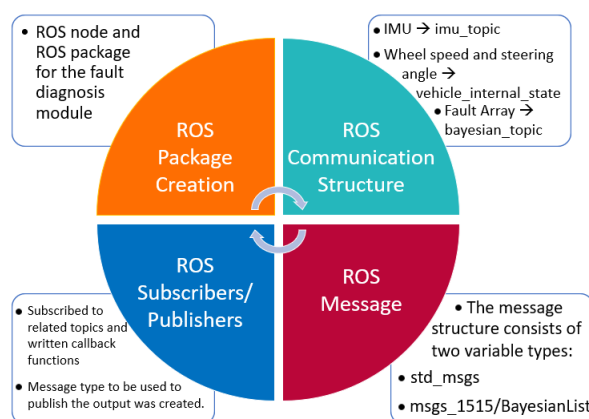 • ROS node and
ROS package
for the fault
diagnosis
module
• IMU → imu_topic
• Wheel speed and steering
angle →
vehicle_internal_state
• Fault Array →
bayesian_topic
ROS
Package
Creation
ROS
Communication
Structure
ROS
Subscribers/
Publishers
ROS
Message
• Subscribed to
related topics and
written callback
functions
• Message type to be used to
publish the output was created.
• The message
structure consists of
two variable types:
• std_msgs
• msgs_1515/BayesianList